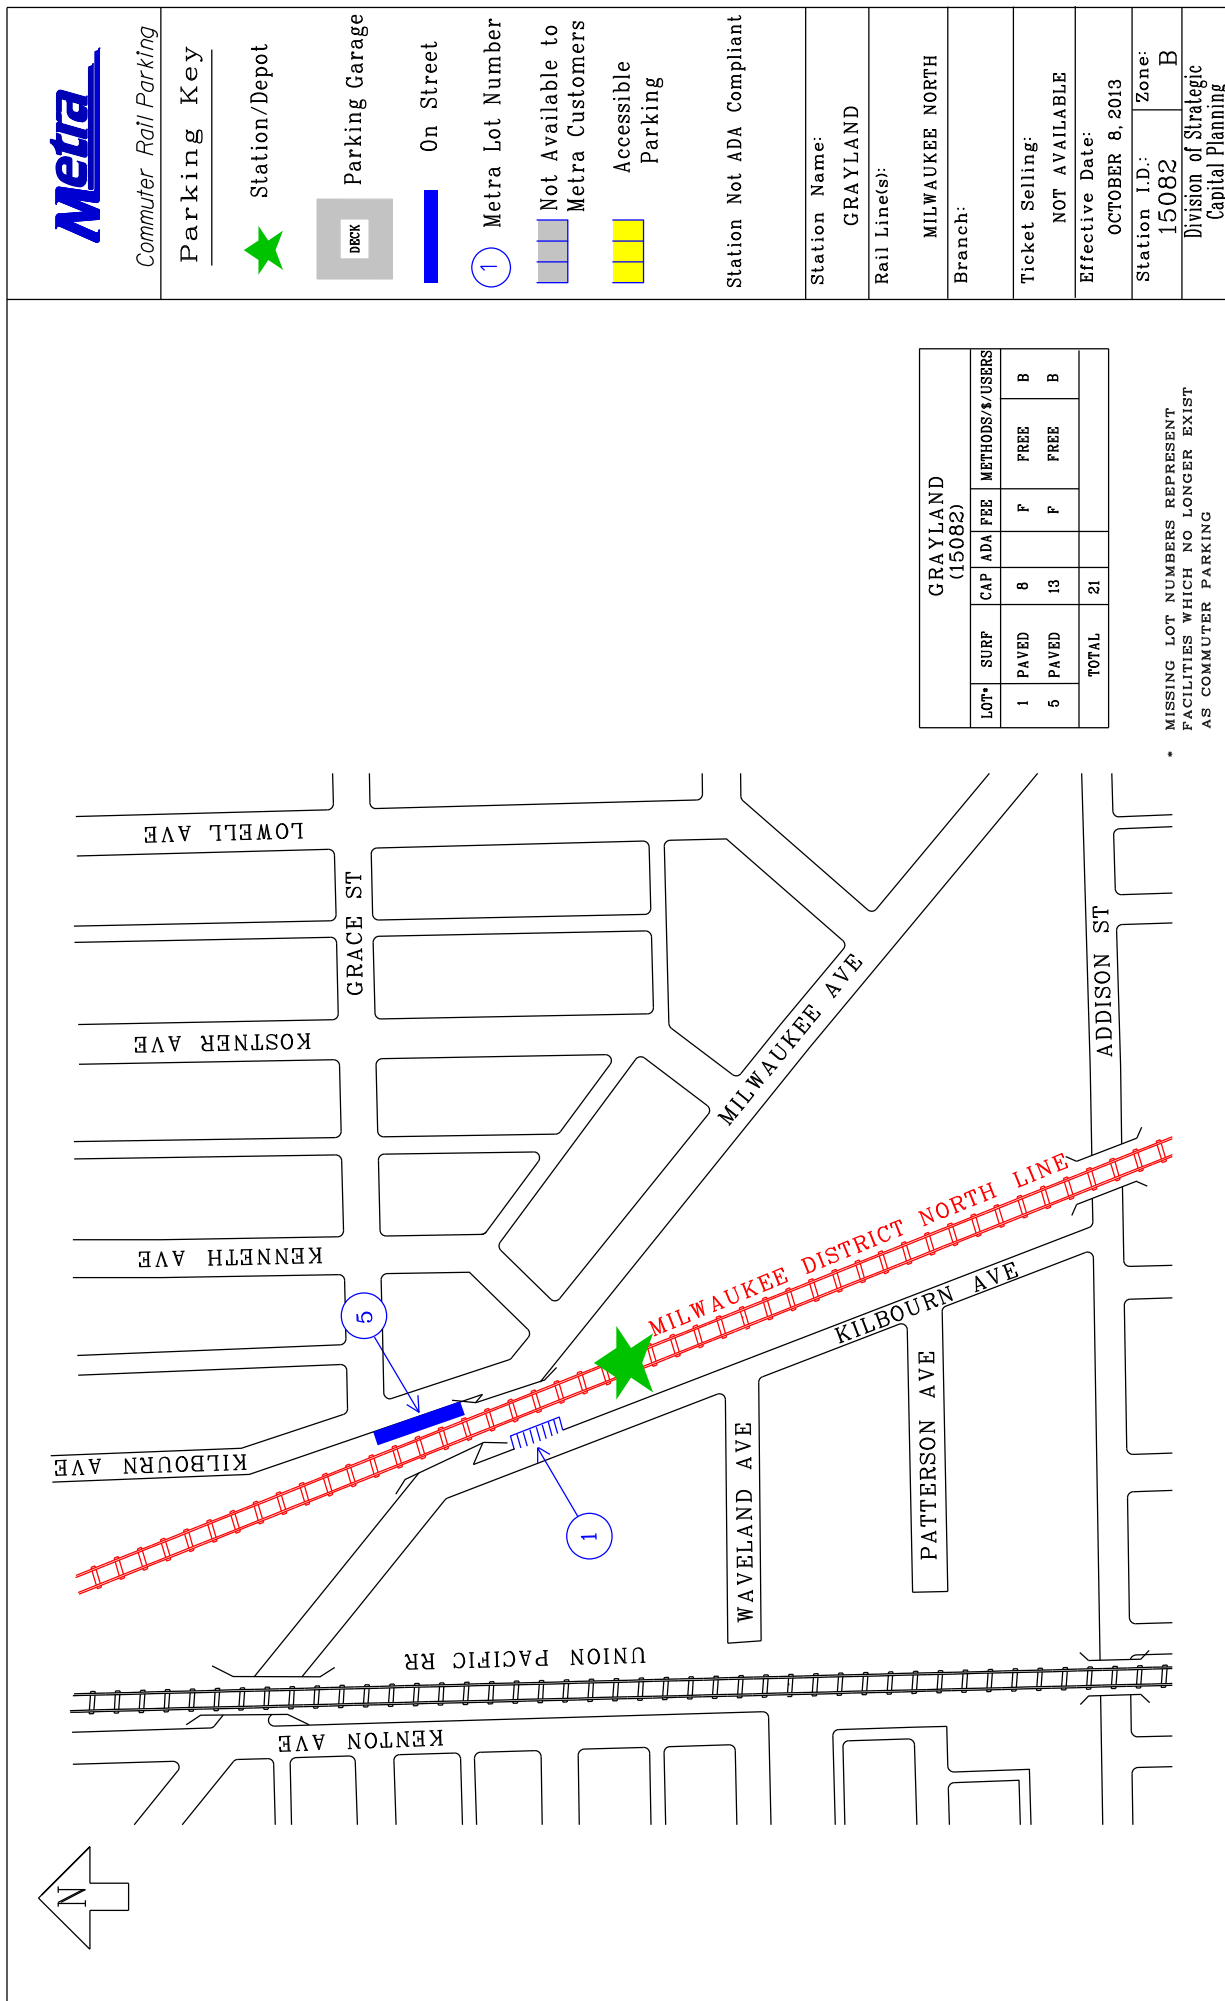 Metra
Commuter Rail Parking
Parking Key
Station/Depot
DECK
Parking Garage
On Street
1
Metra Lot Number
Not Available to
Metra Customers
Accessible
Parking
Station Not ADA Compliant
Station Name:
GRAYLAND
Rail Line(s):
MILWAUKEE NORTH
Branch:
Ticket Selling:
NOT AVAILABLE
Effective Date:
OCTOBER 8, 2013
Station I.D.: Zone:
15082 B
Division of Strategic
Capital Planning
GRAYLAND
(15082)
LOT* SURF CAP ADA FEE METHODS/$/USERS
1 PAVED 8 F FREE B
5 PAVED 13 F FREE B
TOTAL 21
* MISSING LOT NUMBERS REPRESENT
FACILITIES WHICH NO LONGER EXIST
AS COMMUTER PARKING
LOWELL AVE
GRACE ST
KOSTNER AVE
KENNETH AVE
KILBOURN AVE
5
MILWAUKEE AVE
ADDISON ST
MILWAUKEE DISTRICT NORTH LINE
KILBOURN AVE
1
WAVELAND AVE
PATTERSON AVE
UNION PACIFIC RR
KENTON AVE
N